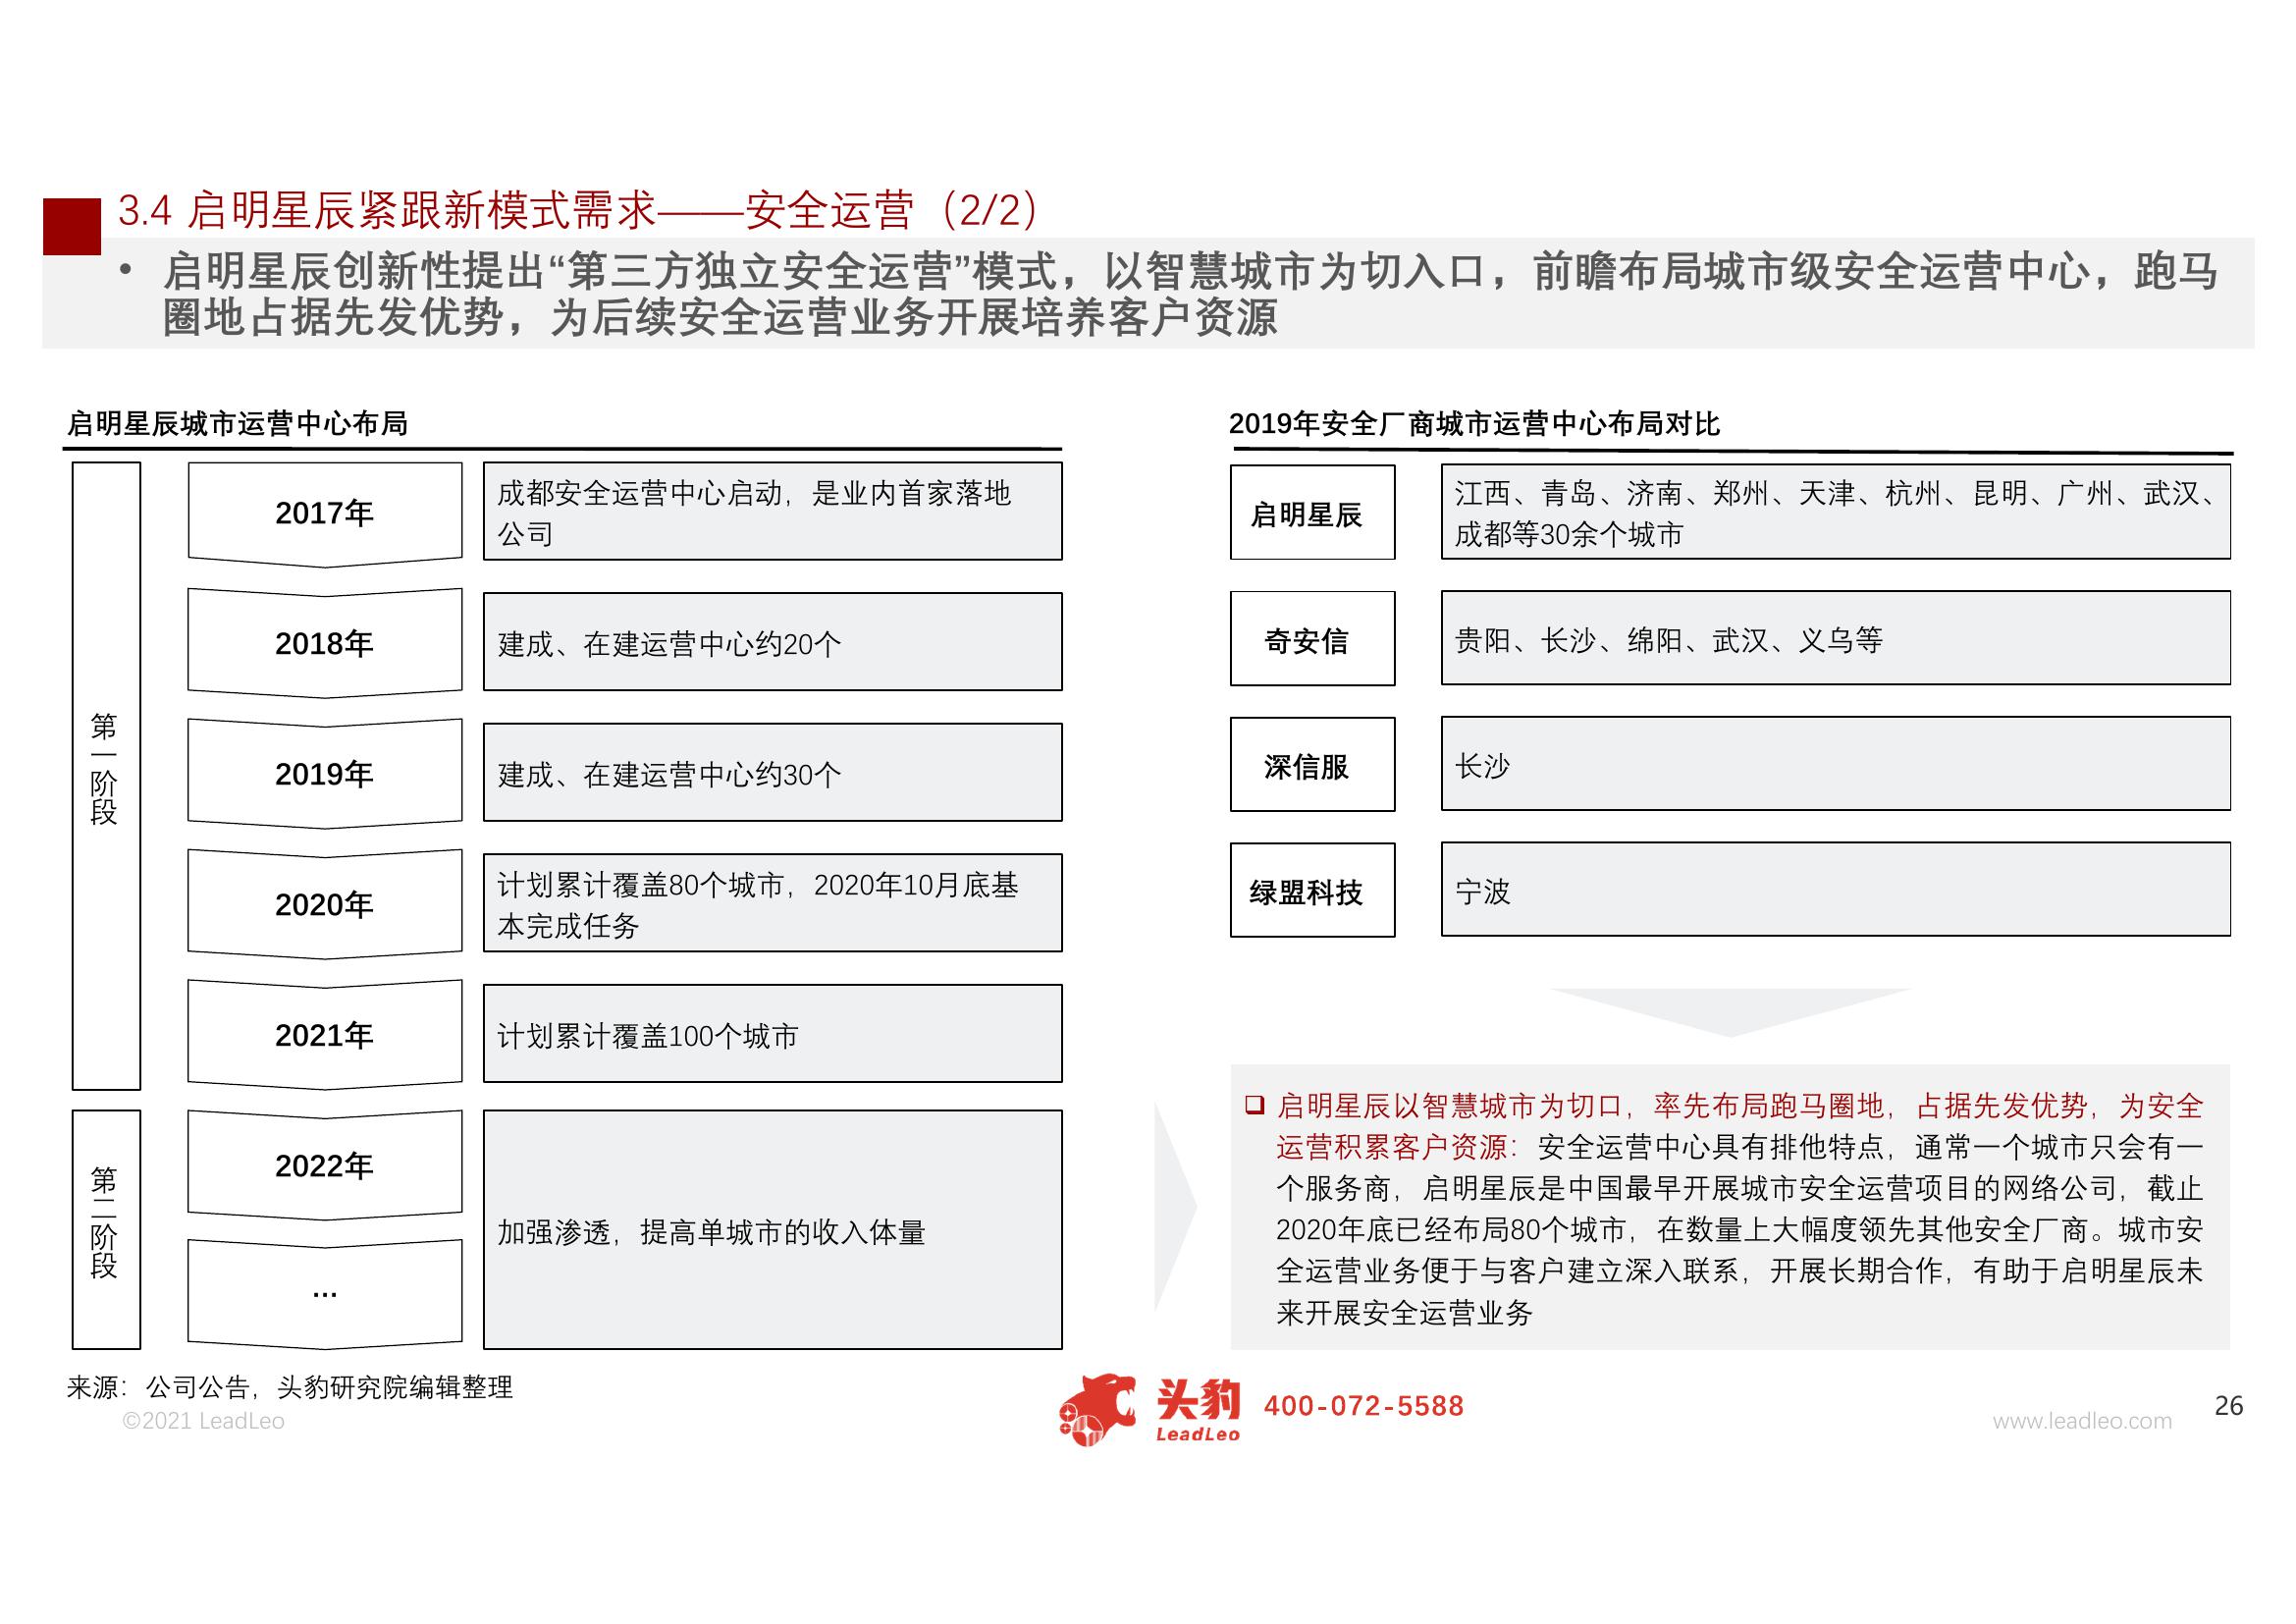 3.4 启明星辰紧跟新模式需求——安全运营（2/2）
• 启明星辰创新性提出“第三方独立安全运营”模式，以智慧城市为切入口，前瞻布局城市级安全运营中心，跑马
圈地占据先发优势，为后续安全运营业务开展培养客户资源
启明星辰城市运营中心布局
第一阶段
2017年
成都安全运营中心启动，是业内首家落地
公司
2018年
建成、在建运营中心约20个
2019年
建成、在建运营中心约30个
2020年
计划累计覆盖80个城市，2020年10月底基
本完成任务
2021年
计划累计覆盖100个城市
第二阶段
2022年
...
加强渗透，提高单城市的收入体量
2019年安全厂商城市运营中心布局对比
启明星辰
江西、青岛、济南、郑州、天津、杭州、昆明、广州、武汉、
成都等30余个城市
奇安信
贵阳、长沙、绵阳、武汉、义乌等
深信服
长沙
绿盟科技
宁波
❑ 启明星辰以智慧城市为切口，率先布局跑马圈地，占据先发优势，为安全
运营积累客户资源：安全运营中心具有排他特点，通常一个城市只会有一
个服务商，启明星辰是中国最早开展城市安全运营项目的网络公司，截止
2020年底已经布局80个城市，在数量上大幅度领先其他安全厂商。城市安
全运营业务便于与客户建立深入联系，开展长期合作，有助于启明星辰未
来开展安全运营业务
来源：公司公告，头豹研究院编辑整理
©2021 LeadLeo
头豹
LeadLeo
400-072-5588
www.leadleo.com
26